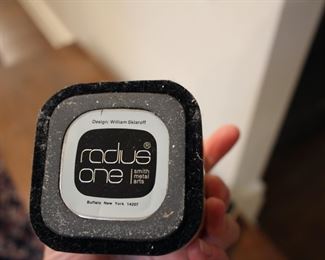 Design: William Sklaroff
radius®
one
smith
metal
arts
Buffalo New York 14207